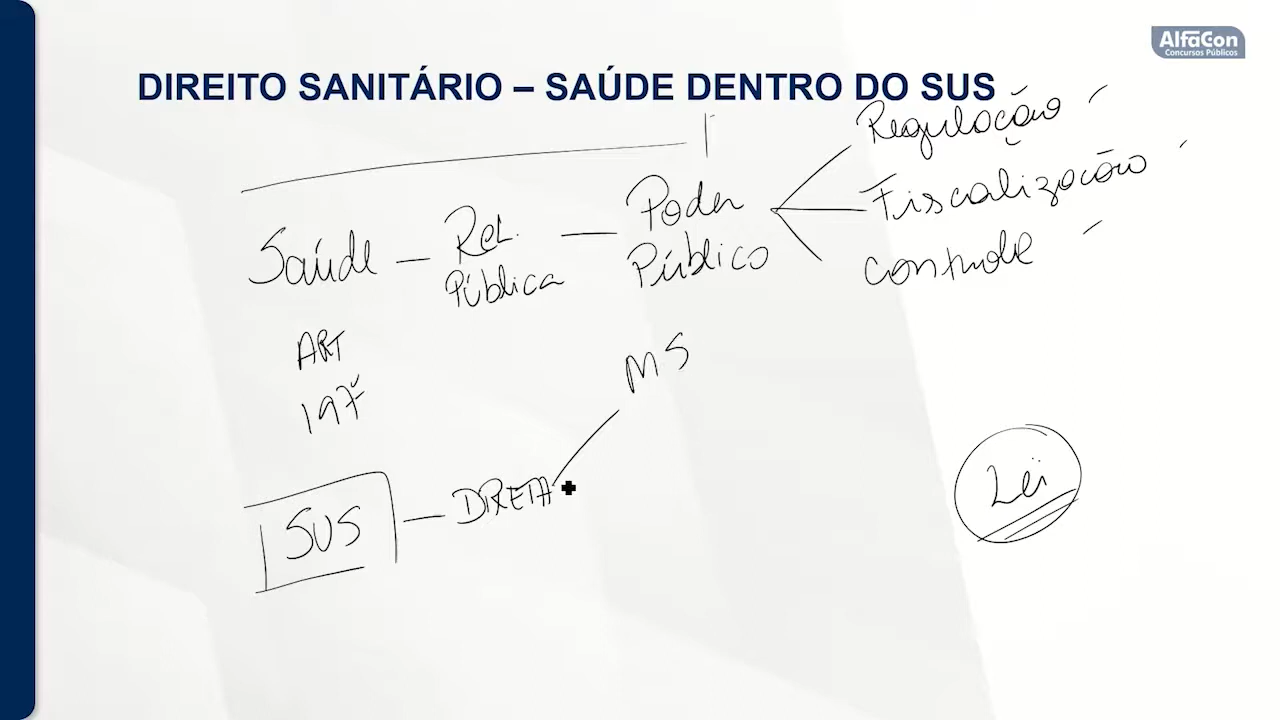 AlfaCon
Concursos Públicos
DIREITO SANITÁRIO – SAÚDE DENTRO DO SUS
Regulação
Fiscalização
controle
Saúde — Rel. Pública — Poder Público
ART
197
MS
SUS — DIRETA
Lei